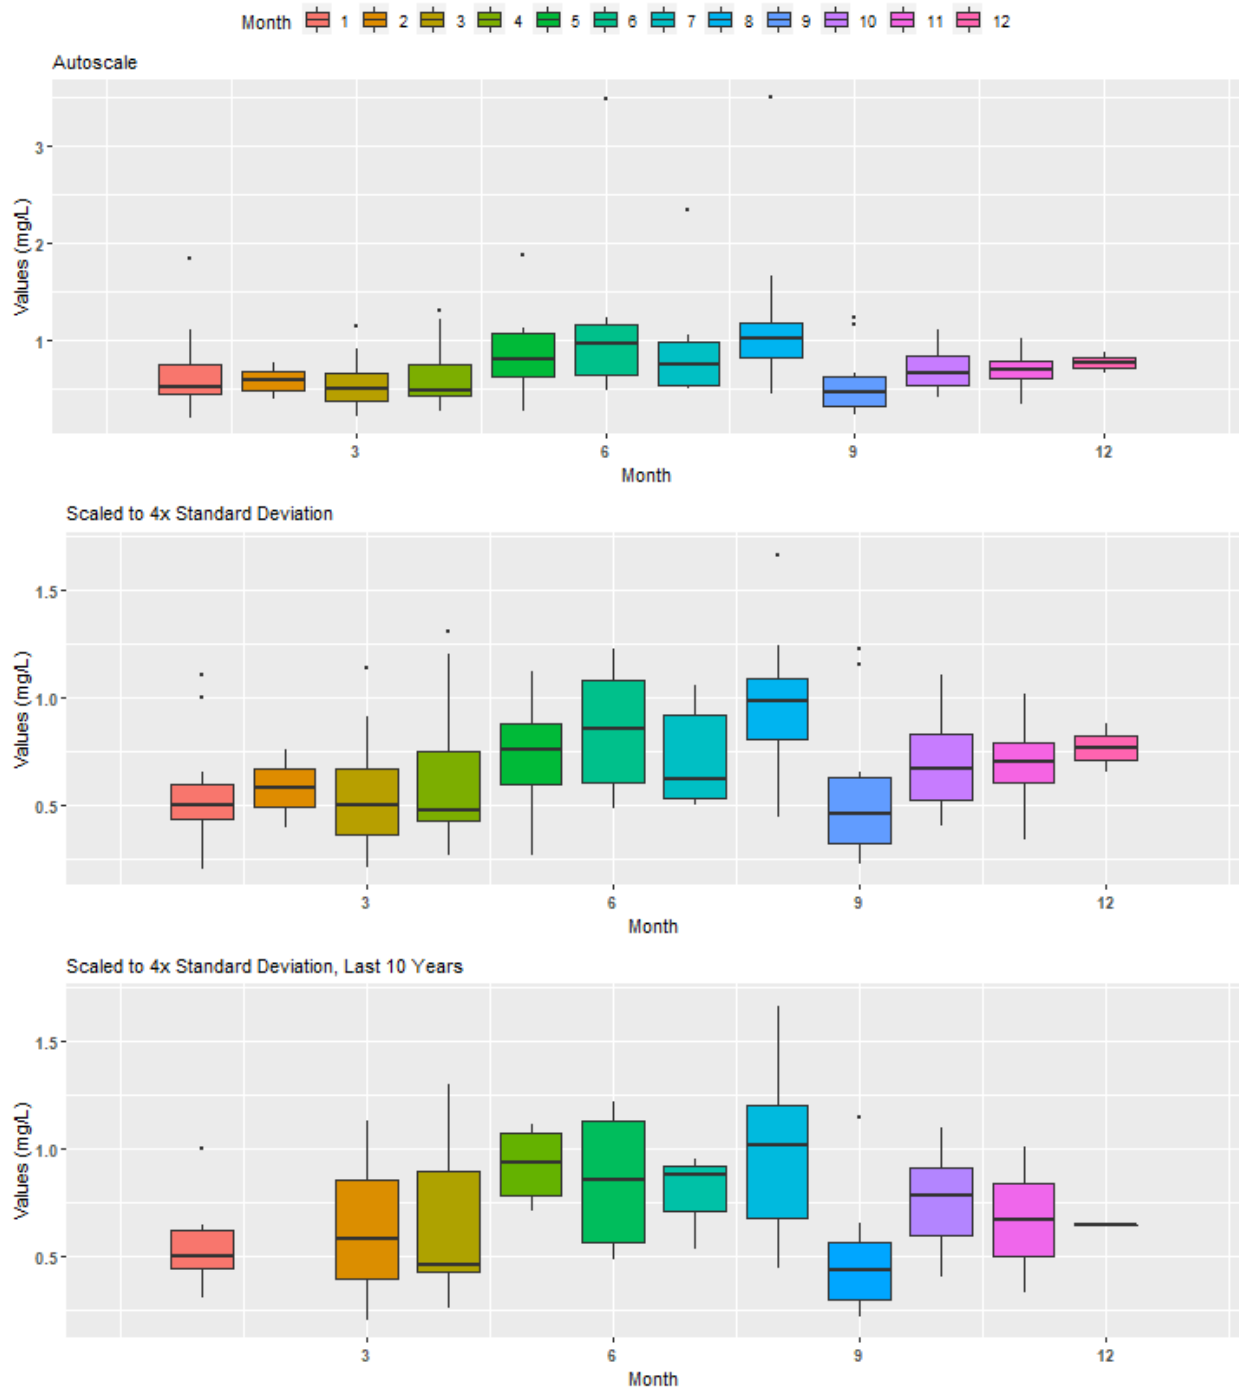 Month 1 2 3 4 5 6 7 8 9 10 11 12
Autoscale
Values (mg/L)
3
2
1
3 6 9 12
Month
Scaled to 4x Standard Deviation
Values (mg/L)
1.5
1.0
0.5
3 6 9 12
Month
Scaled to 4x Standard Deviation, Last 10 Years
Values (mg/L)
1.5
1.0
0.5
3 6 9 12
Month